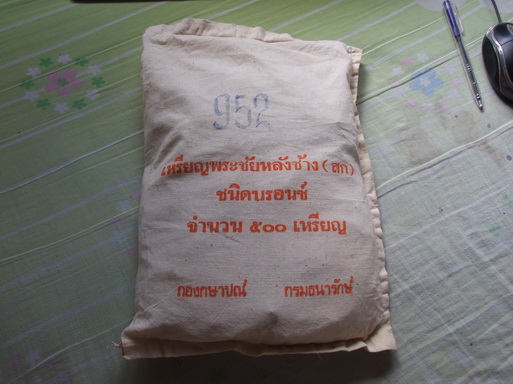 952
เหรียญพระชัยหลังช้าง (สก)
ชนิดบรอนซ์
จำนวน ๕๐๐ เหรียญ
กองกษาปณ์ กรมธนารักษ์